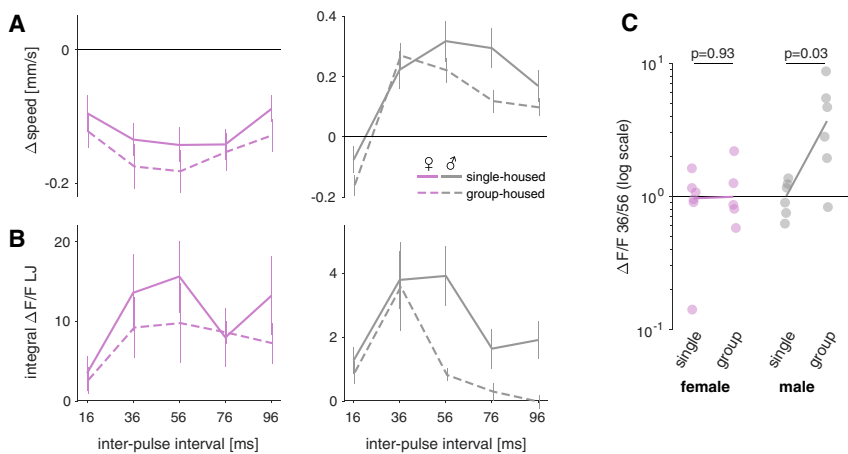 A
Δ speed [mm/s]
0
-0.2
0.4
0.2
0
-0.2
♀ ♂
single-housed
group-housed
B
integral ΔF/F LJ
20
10
0
16 36 56 76 96
inter-pulse interval [ms]
4
2
0
16 36 56 76 96
inter-pulse interval [ms]
C
p=0.93 p=0.03
ΔF/F 36/56 (log scale)
10^1
10^0
10^-1
single group single group
female male